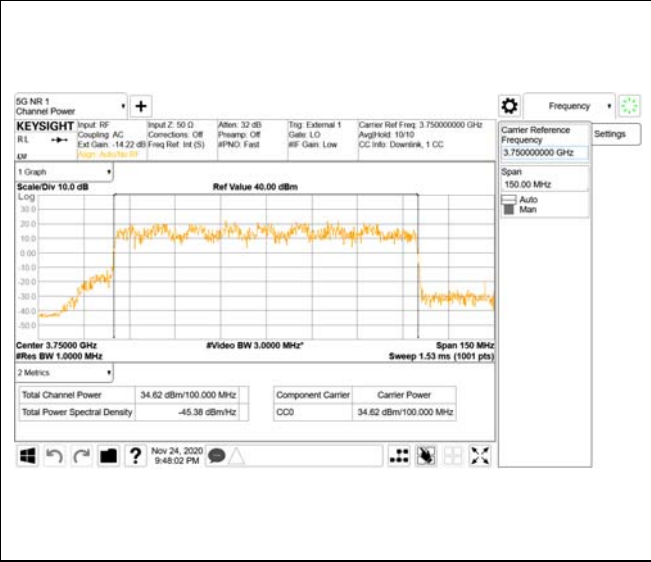 5G NR 1
Channel Power
Frequency
KEYSIGHT
RL
Input: RF
Coupling: AC
Ext Gain: -14.22 dB
Align: Auto/No RF
Input Z: 50 Ω
Corrections: Off
Freq Ref: Int (S)
Atten: 32 dB
Preamp: Off
#PNO: Fast
Trig: External 1
Gate: LO
#IF Gain: Low
Carrier Ref Freq: 3.750000000 GHz
Avg|Hold: 10/10
CC Info: Downlink, 1 CC
Carrier Reference
Frequency
3.750000000 GHz
Settings
Span
150.00 MHz
Auto
Man
1 Graph
Scale/Div 10.0 dB
Ref Value 40.00 dBm
Log
30.0
20.0
10.0
0.00
-10.0
-20.0
-30.0
-40.0
-50.0
Center 3.75000 GHz
#Video BW 3.0000 MHz*
Span 150 MHz
#Res BW 1.0000 MHz
Sweep 1.53 ms (1001 pts)
2 Metrics
Total Channel Power 34.62 dBm/100.000 MHz
Total Power Spectral Density -45.38 dBm/Hz
Component Carrier Carrier Power
CC0 34.62 dBm/100.000 MHz
?
Nov 24, 2020
9:48:02 PM